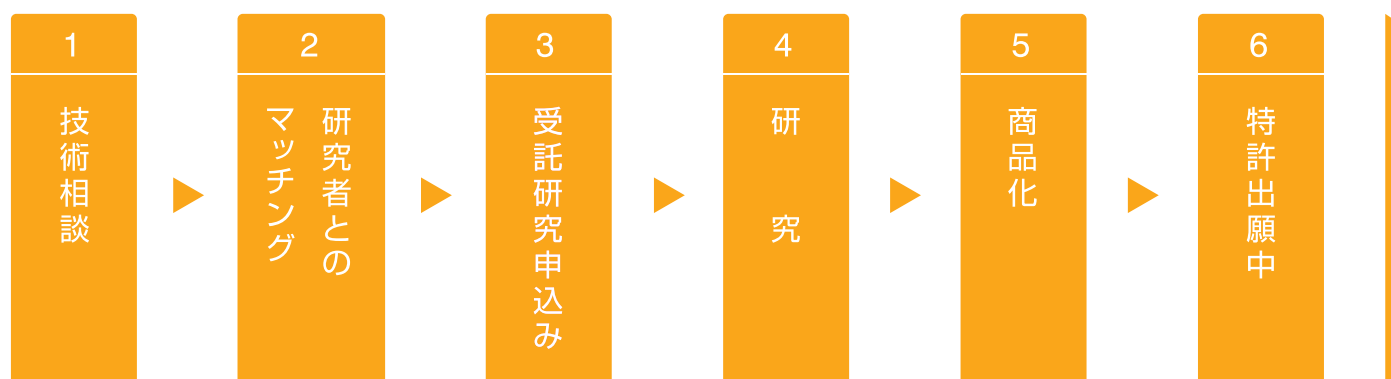 1
技術相談
2
研究者との
マッチング
3
受託研究申込み
4
研究
5
商品化
6
特許出願中